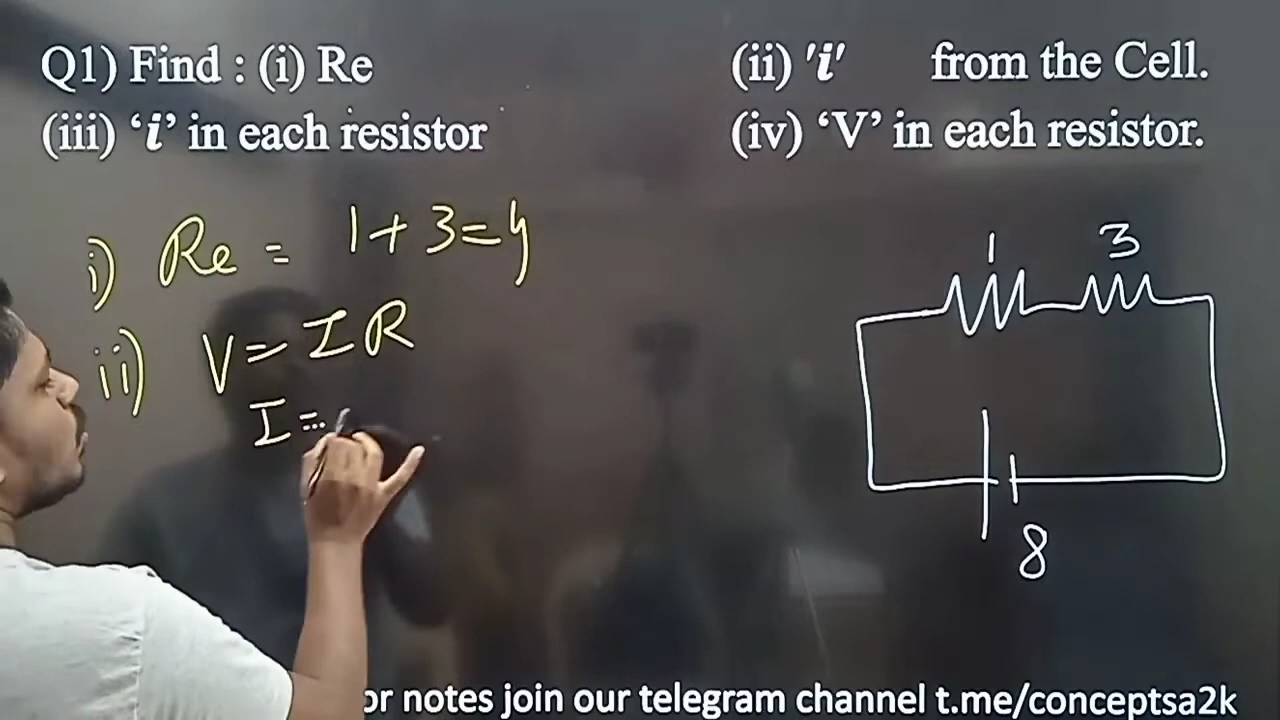 Q1) Find : (i) Re (ii) 'i' from the Cell.
(iii) ‘i’ in each resistor (iv) ‘V’ in each resistor.
i) Re = 1+3=4
ii) V = IR
I =
1 3
8
or notes join our telegram channel t.me/conceptsa2k